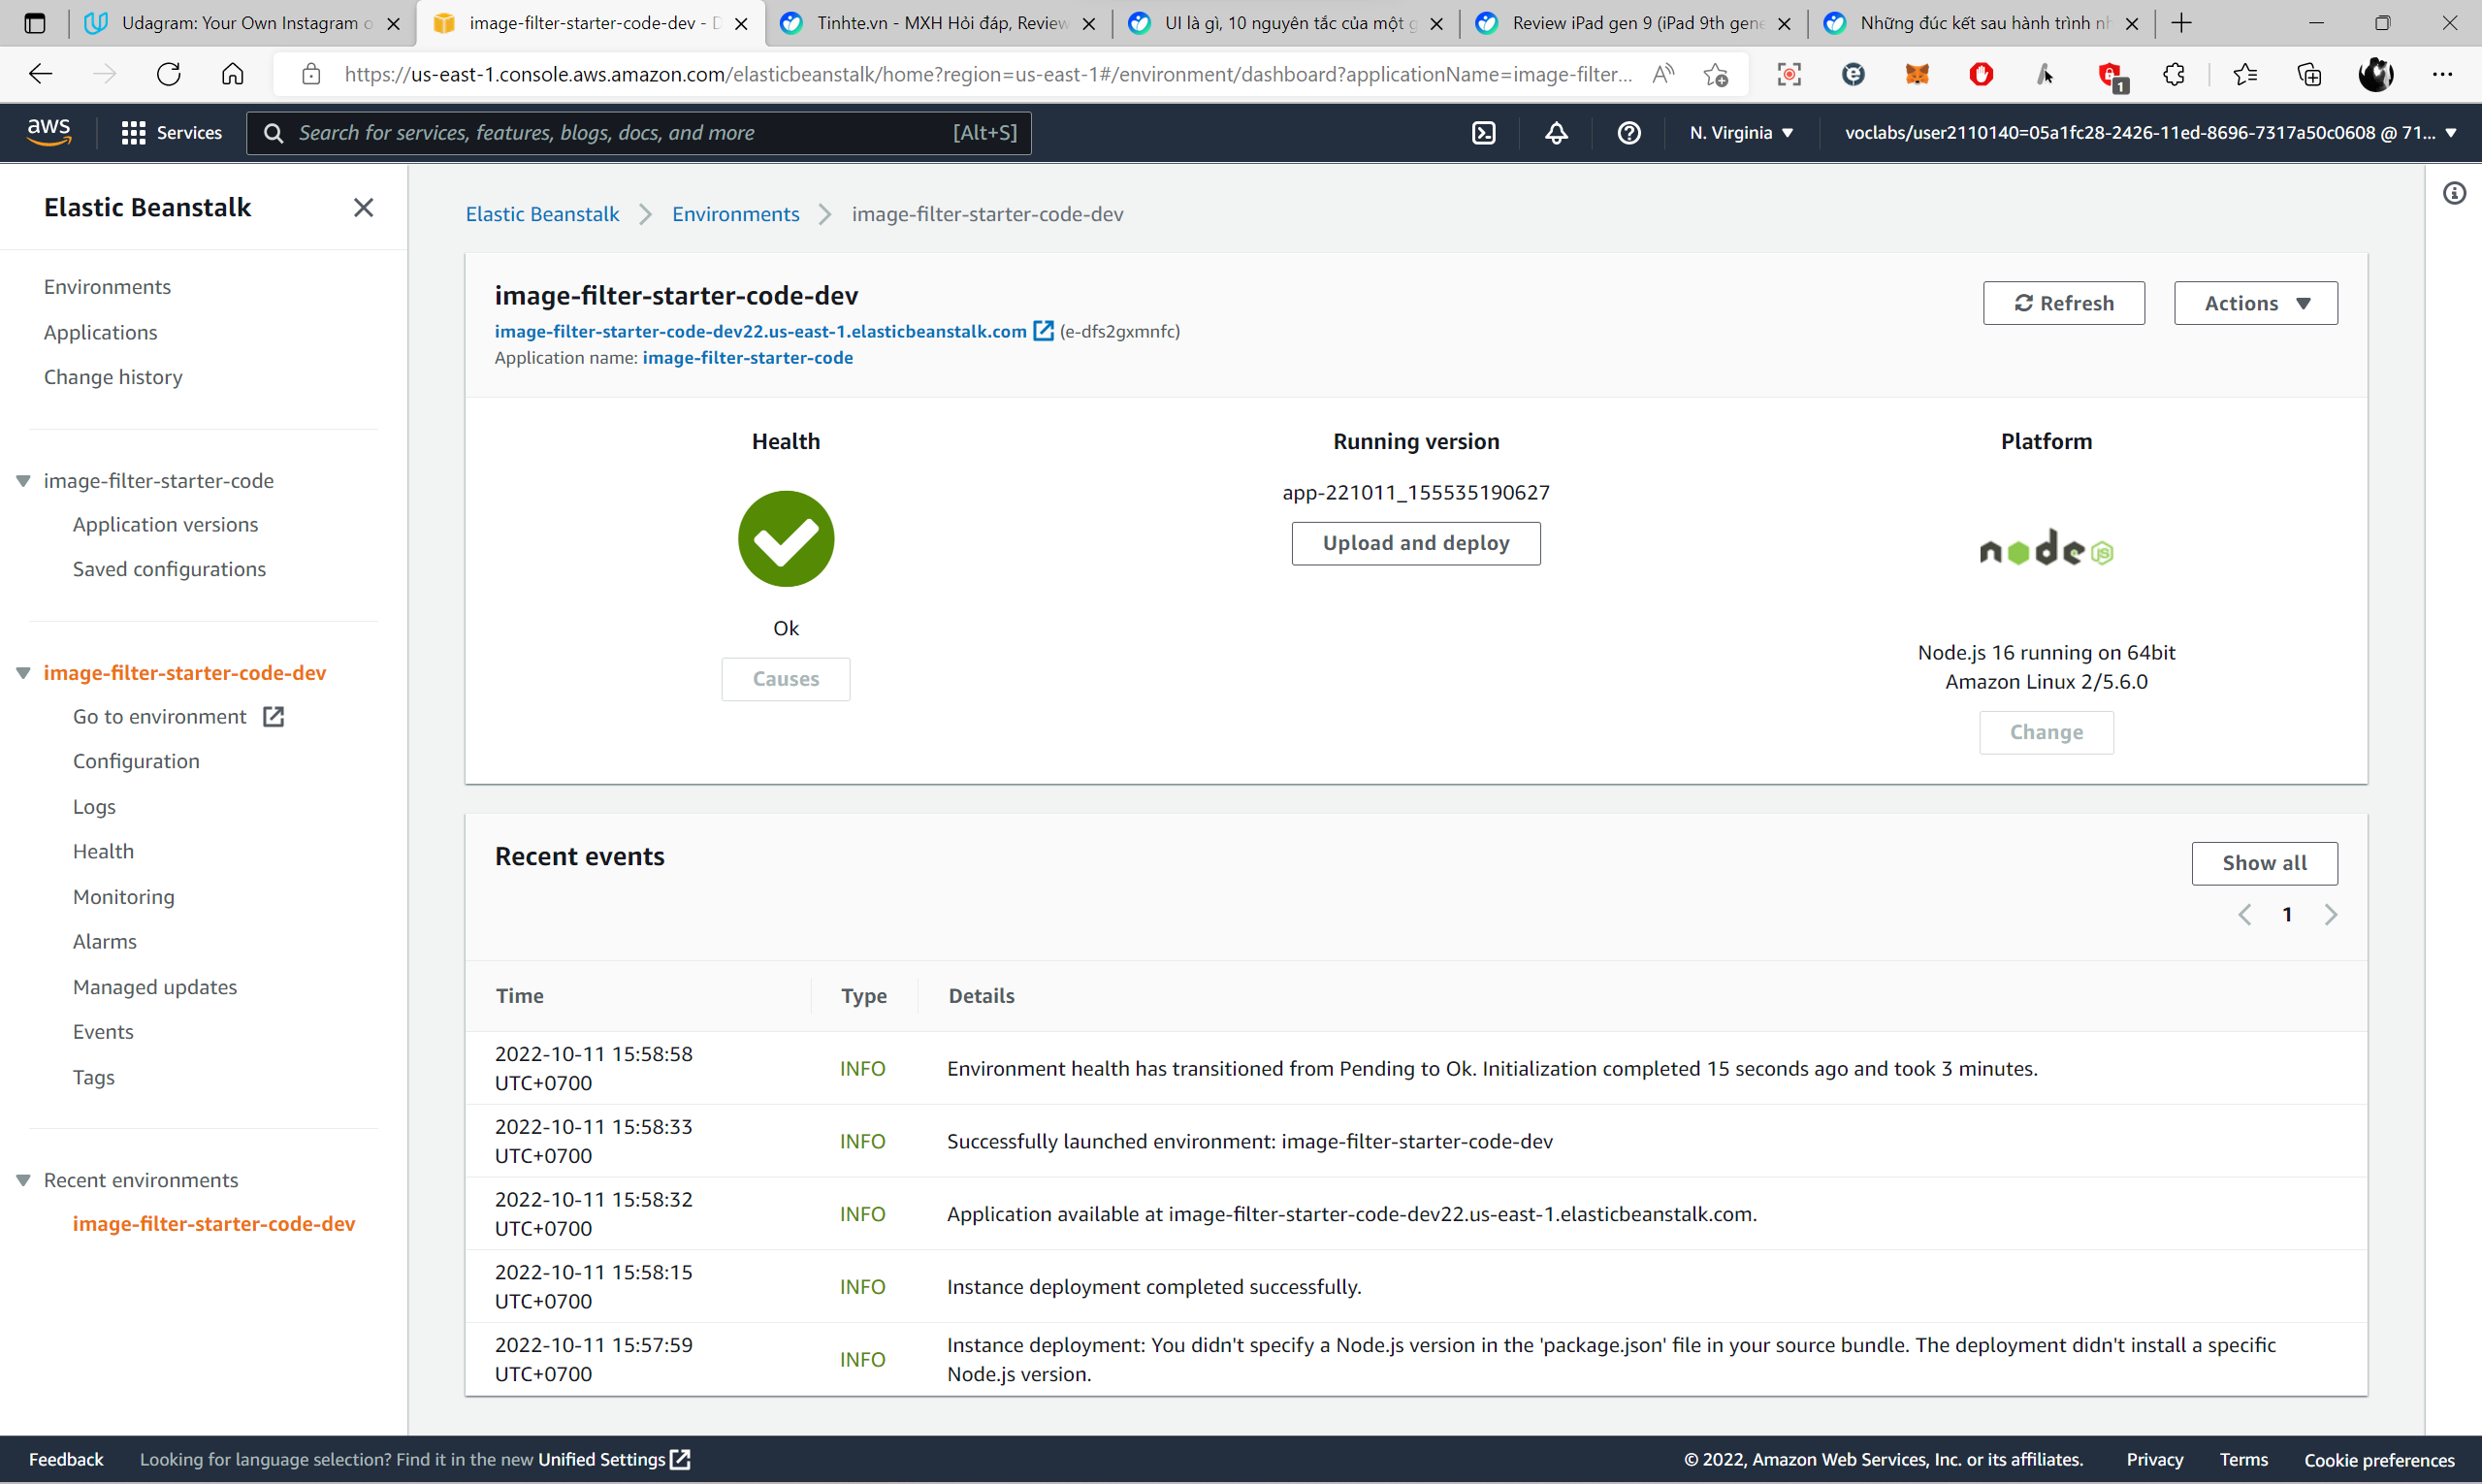 Udagram: Your Own Instagram o
image-filter-starter-code-dev - D
Tinhte.vn - MXH Hỏi đáp, Review
UI là gì, 10 nguyên tắc của một g
Review iPad gen 9 (iPad 9th gene
Những đúc kết sau hành trình nh
https://us-east-1.console.aws.amazon.com/elasticbeanstalk/home?region=us-east-1#/environment/dashboard?applicationName=image-filter...
1
aws
Services
Search for services, features, blogs, docs, and more
[Alt+S]
N. Virginia
voclabs/user2110140=05a1fc28-2426-11ed-8696-7317a50c0608 @ 71...
Elastic Beanstalk
Environments
Applications
Change history
image-filter-starter-code
Application versions
Saved configurations
image-filter-starter-code-dev
Go to environment
Configuration
Logs
Health
Monitoring
Alarms
Managed updates
Events
Tags
Recent environments
image-filter-starter-code-dev
Elastic Beanstalk
Environments
image-filter-starter-code-dev
image-filter-starter-code-dev
image-filter-starter-code-dev22.us-east-1.elasticbeanstalk.com (e-dfs2gxmnfc)
Application name: image-filter-starter-code
Refresh
Actions
Health
Ok
Causes
Running version
app-221011_155535190627
Upload and deploy
Platform
node
JS
Node.js 16 running on 64bit
Amazon Linux 2/5.6.0
Change
Recent events
Show all
1
Time
Type
Details
2022-10-11 15:58:58
UTC+0700
INFO
Environment health has transitioned from Pending to Ok. Initialization completed 15 seconds ago and took 3 minutes.
2022-10-11 15:58:33
UTC+0700
INFO
Successfully launched environment: image-filter-starter-code-dev
2022-10-11 15:58:32
UTC+0700
INFO
Application available at image-filter-starter-code-dev22.us-east-1.elasticbeanstalk.com.
2022-10-11 15:58:15
UTC+0700
INFO
Instance deployment completed successfully.
2022-10-11 15:57:59
UTC+0700
INFO
Instance deployment: You didn't specify a Node.js version in the 'package.json' file in your source bundle. The deployment didn't install a specific
Node.js version.
Feedback
Looking for language selection? Find it in the new Unified Settings
© 2022, Amazon Web Services, Inc. or its affiliates.
Privacy
Terms
Cookie preferences